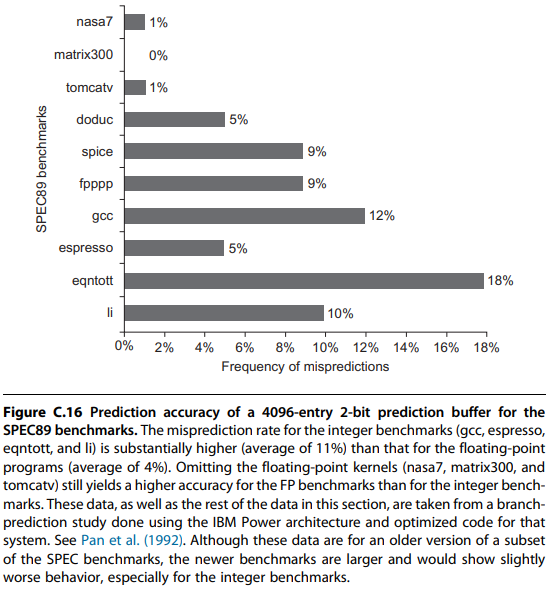 nasa7
1%
matrix300
0%
tomcatv
1%
doduc
5%
spice
9%
fpppp
9%
gcc
12%
espresso
5%
eqntott
18%
li
10%
SPEC89 benchmarks
0% 2% 4% 6% 8% 10% 12% 14% 16% 18%
Frequency of mispredictions
Figure C.16 Prediction accuracy of a 4096-entry 2-bit prediction buffer for the
SPEC89 benchmarks. The misprediction rate for the integer benchmarks (gcc, espresso,
eqntott, and li) is substantially higher (average of 11%) than that for the floating-point
programs (average of 4%). Omitting the floating-point kernels (nasa7, matrix300, and
tomcatv) still yields a higher accuracy for the FP benchmarks than for the integer bench-
marks. These data, as well as the rest of the data in this section, are taken from a branch-
prediction study done using the IBM Power architecture and optimized code for that
system. See Pan et al. (1992). Although these data are for an older version of a subset
of the SPEC benchmarks, the newer benchmarks are larger and would show slightly
worse behavior, especially for the integer benchmarks.